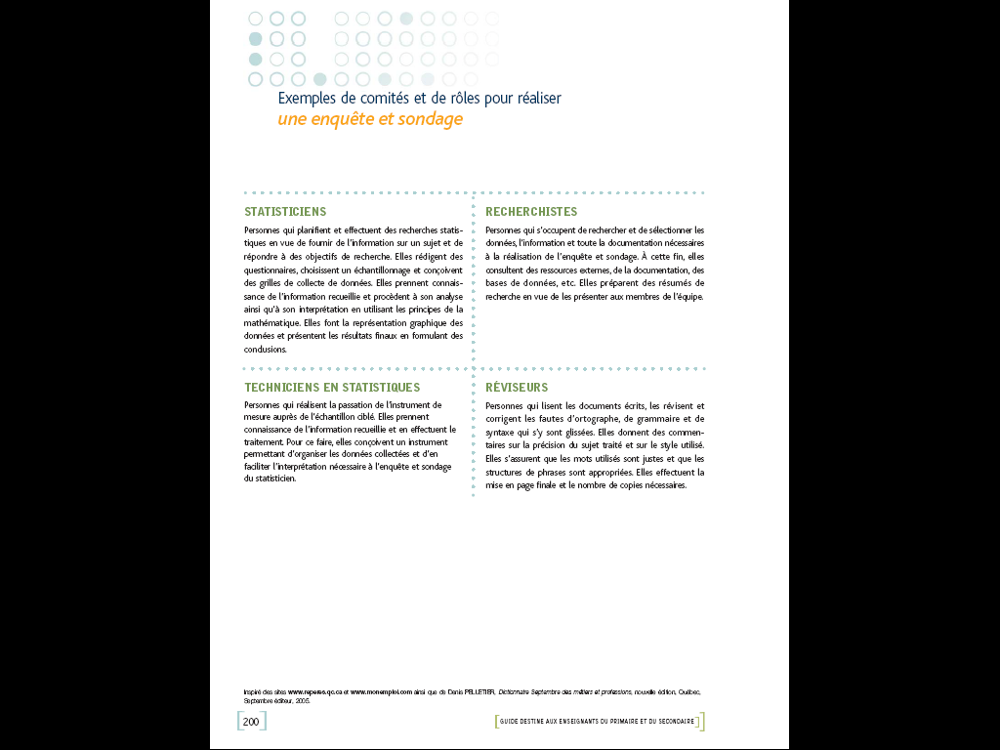 Exemples de comités et de rôles pour réaliser
une enquête et sondage
STATISTICIENS
Personnes qui planifient et effectuent des recherches statis-
tiques en vue de fournir de l'information sur un sujet et de
répondre à des objectifs de recherche. Elles rédigent des
questionnaires, choisissent un échantillonnage et conçoivent
des grilles de collecte de données. Elles prennent connais-
sance de l'information recueillie et procèdent à son analyse
ainsi qu'à son interprétation en utilisant les principes de la
mathématique. Elles font la représentation graphique des
données et présentent les résultats finaux en formulant des
conclusions.
RECHERCHISTES
Personnes qui s'occupent de rechercher et de sélectionner les
données, l'information et toute la documentation nécessaires
à la réalisation de l'enquête et sondage. À cette fin, elles
consultent des ressources externes, de la documentation, des
bases de données, etc. Elles préparent des résumés de
recherche en vue de les présenter aux membres de l'équipe.
TECHNICIENS EN STATISTIQUES
Personnes qui réalisent la passation de l'instrument de
mesure auprès de l'échantillon ciblé. Elles prennent
connaissance de l'information recueillie et en effectuent le
traitement. Pour ce faire, elles conçoivent un instrument
permettant d'organiser les données collectées et d'en
faciliter l'interprétation nécessaire à l'enquête et sondage
du statisticien.
RÉVISEURS
Personnes qui lisent les documents écrits, les révisent et
corrigent les fautes d'ortographe, de grammaire et de
syntaxe qui s'y sont glissées. Elles donnent des commen-
taires sur la précision du sujet traité et sur le style utilisé.
Elles s'assurent que les mots utilisés sont justes et que les
structures de phrases sont appropriées. Elles effectuent la
mise en page finale et le nombre de copies nécessaires.
Inspiré des sites www.reperes.qc.ca et www.monemploi.com ainsi que de Denis PELLETIER, Dictionnaire Septembre des métiers et professions, nouvelle édition, Québec,
Septembre éditeur, 2005.
[200]
[GUIDE DESTINÉ AUX ENSEIGNANTS DU PRIMAIRE ET DU SECONDAIRE]